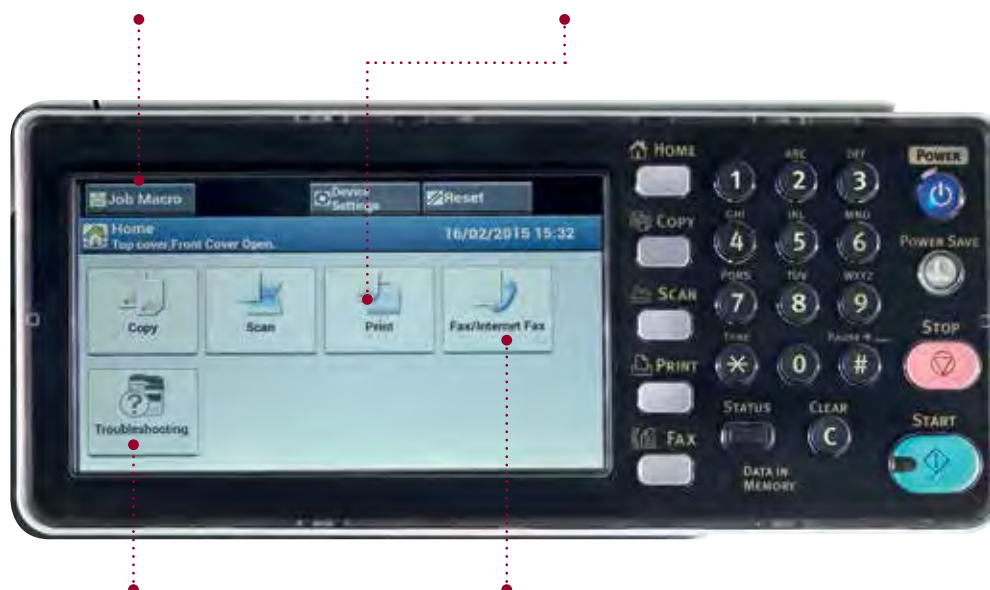 Job Macro
Device
Settings
Reset
Home
Top cover,Front Cover Open.
16/02/2015 15:32
Copy
Scan
Print
Fax/Internet Fax
Troubleshooting
HOME
COPY
SCAN
PRINT
FAX
1
ABC
2
DEF
3
GHI
4
JKL
5
MNO
6
PQRS
7
TUV
8
WXYZ
9
TONE
0
#
STATUS
CLEAR
C
DATA IN
MEMORY
POWER
POWER SAVE
STOP
START